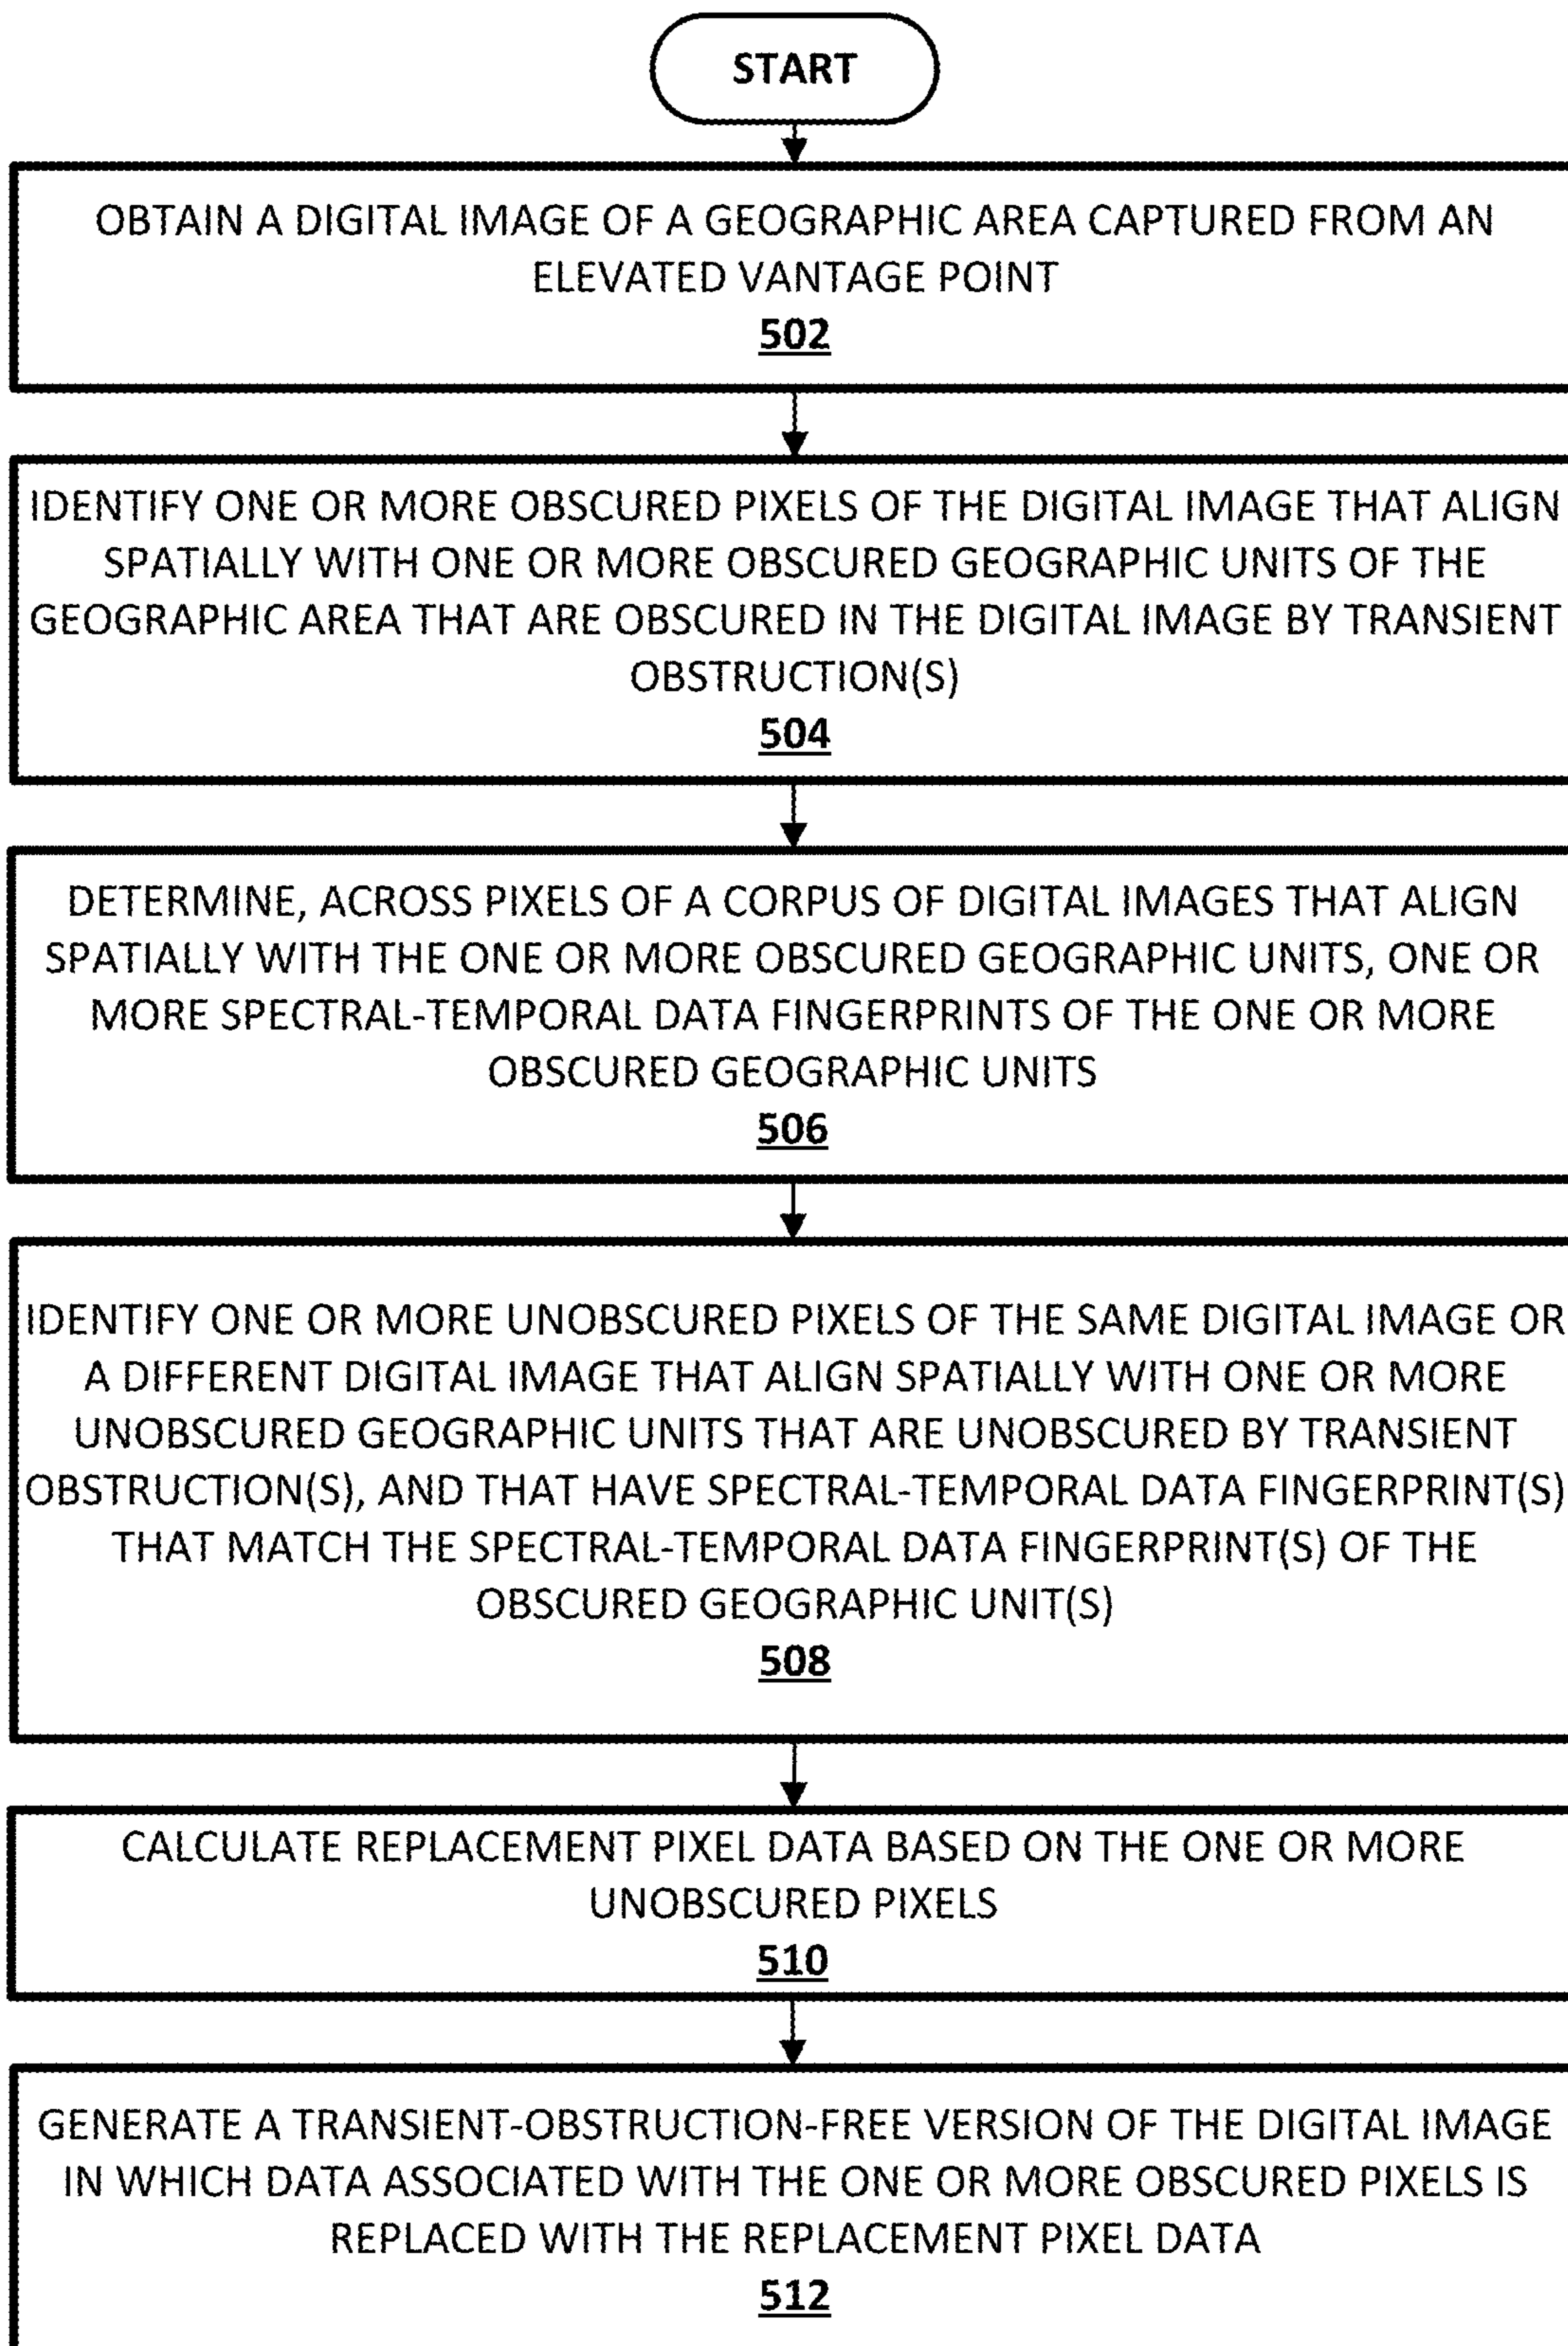 START
OBTAIN A DIGITAL IMAGE OF A GEOGRAPHIC AREA CAPTURED FROM AN
ELEVATED VANTAGE POINT
502
IDENTIFY ONE OR MORE OBSCURED PIXELS OF THE DIGITAL IMAGE THAT ALIGN
SPATIALLY WITH ONE OR MORE OBSCURED GEOGRAPHIC UNITS OF THE
GEOGRAPHIC AREA THAT ARE OBSCURED IN THE DIGITAL IMAGE BY TRANSIENT
OBSTRUCTION(S)
504
DETERMINE, ACROSS PIXELS OF A CORPUS OF DIGITAL IMAGES THAT ALIGN
SPATIALLY WITH THE ONE OR MORE OBSCURED GEOGRAPHIC UNITS, ONE OR
MORE SPECTRAL-TEMPORAL DATA FINGERPRINTS OF THE ONE OR MORE
OBSCURED GEOGRAPHIC UNITS
506
IDENTIFY ONE OR MORE UNOBSCURED PIXELS OF THE SAME DIGITAL IMAGE OR
A DIFFERENT DIGITAL IMAGE THAT ALIGN SPATIALLY WITH ONE OR MORE
UNOBSCURED GEOGRAPHIC UNITS THAT ARE UNOBSCURED BY TRANSIENT
OBSTRUCTION(S), AND THAT HAVE SPECTRAL-TEMPORAL DATA FINGERPRINT(S)
THAT MATCH THE SPECTRAL-TEMPORAL DATA FINGERPRINT(S) OF THE
OBSCURED GEOGRAPHIC UNIT(S)
508
CALCULATE REPLACEMENT PIXEL DATA BASED ON THE ONE OR MORE
UNOBSCURED PIXELS
510
GENERATE A TRANSIENT-OBSTRUCTION-FREE VERSION OF THE DIGITAL IMAGE
IN WHICH DATA ASSOCIATED WITH THE ONE OR MORE OBSCURED PIXELS IS
REPLACED WITH THE REPLACEMENT PIXEL DATA
512